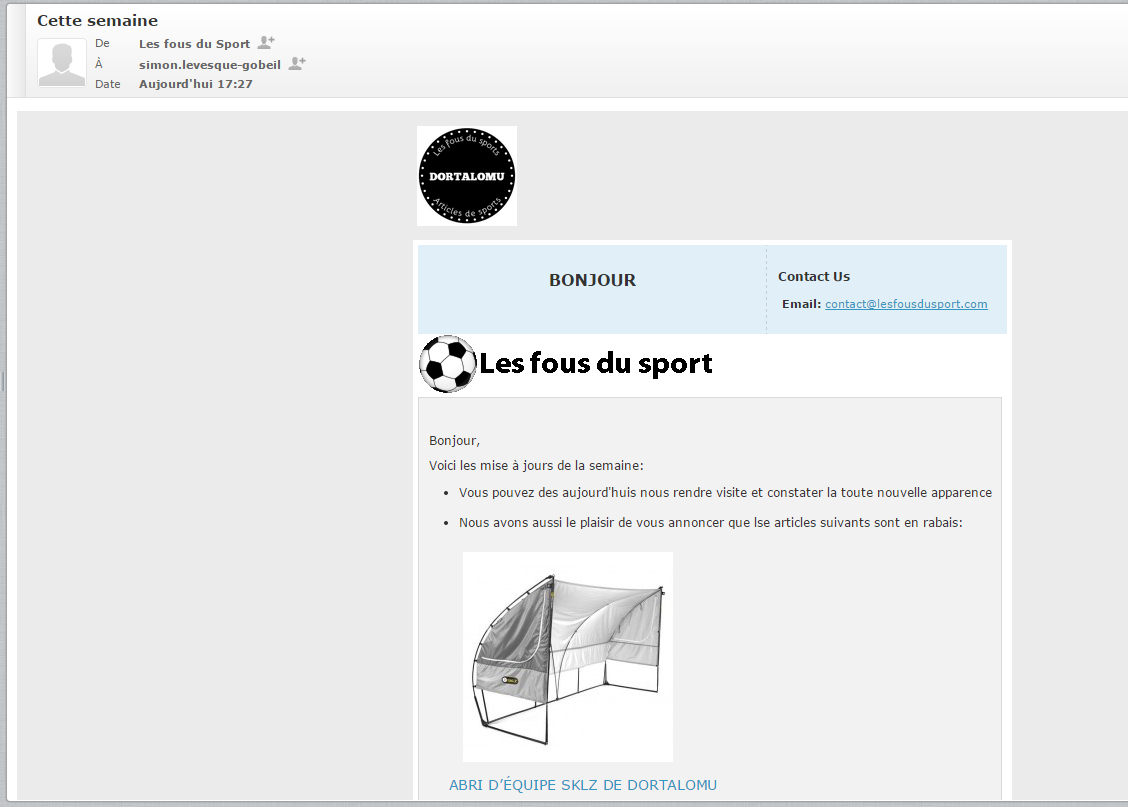 Cette semaine
De Les fous du Sport
À simon.levesque-gobeil
Date Aujourd'hui 17:27
Les fous du sports
DORTALOMU
Articles de sports
BONJOUR
Contact Us
Email: contact@lesfousdusport.com
Les fous du sport
Bonjour,
Voici les mise à jours de la semaine:
• Vous pouvez des aujourd'huis nous rendre visite et constater la toute nouvelle apparence
• Nous avons aussi le plaisir de vous annoncer que lse articles suivants sont en rabais:
SKLZ
ABRI D’ÉQUIPE SKLZ DE DORTALOMU